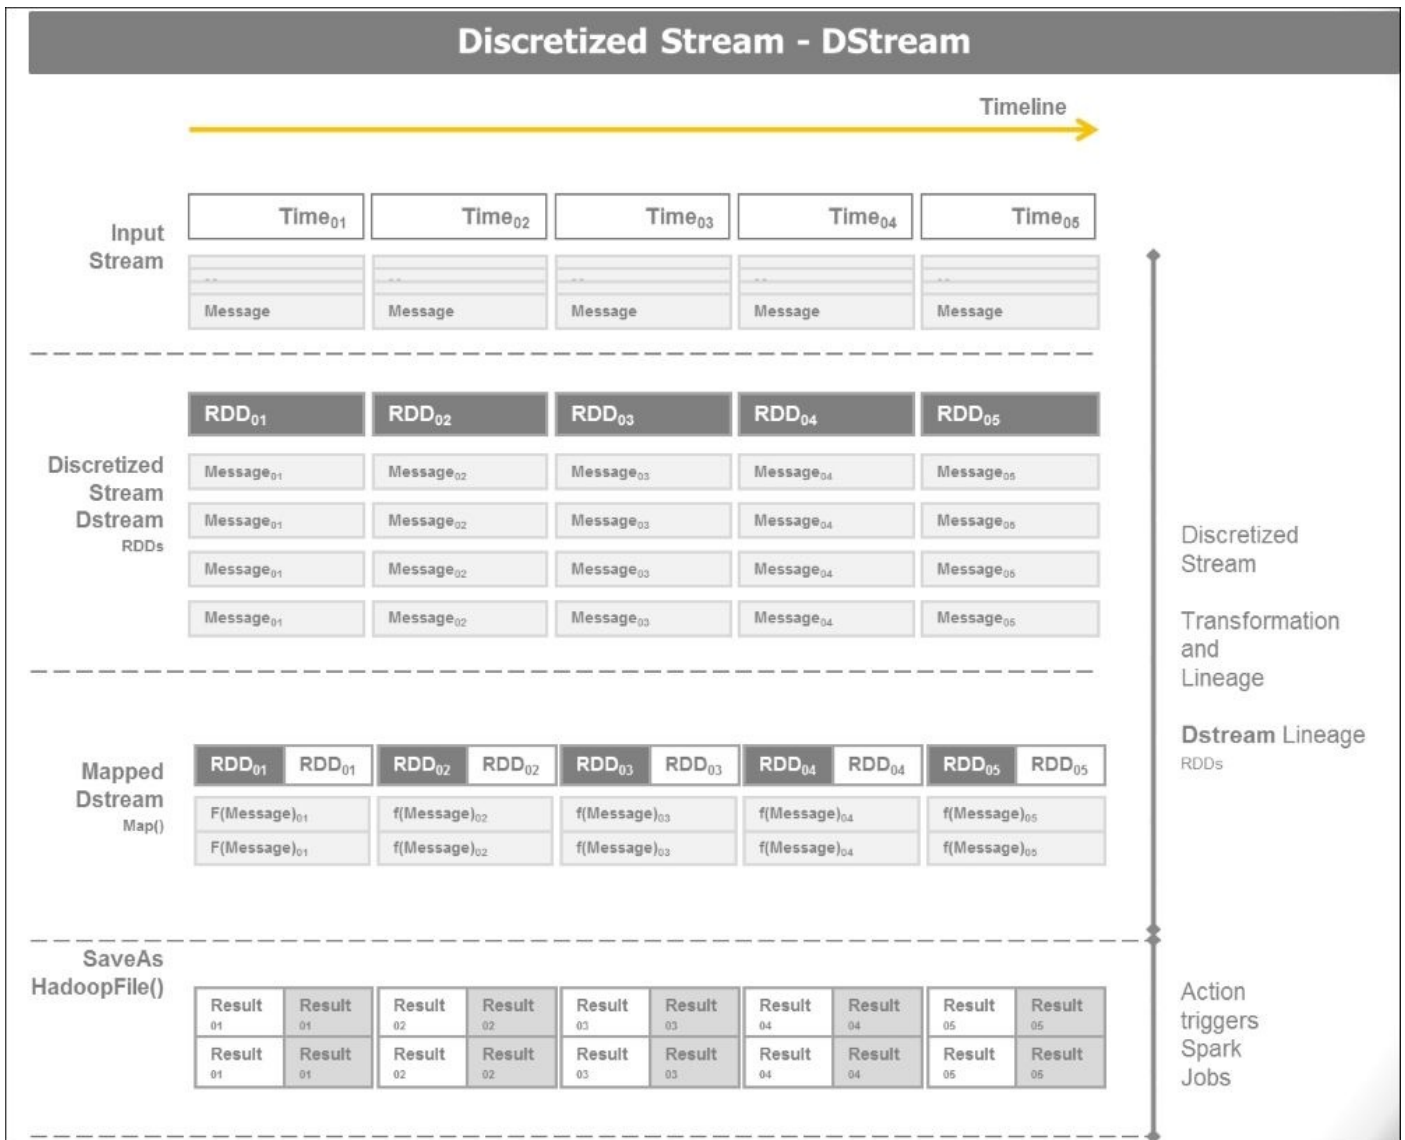 Discretized Stream - DStream
Timeline
Input
Stream
Time01 Time02 Time03 Time04 Time05
Message Message Message Message Message
RDD01 RDD02 RDD03 RDD04 RDD05
Discretized
Stream
Dstream
RDDs
Message01 Message02 Message03 Message04 Message05
Message01 Message02 Message03 Message04 Message05
Message01 Message02 Message03 Message04 Message05
Message01 Message02 Message03 Message04 Message05
Mapped
Dstream
Map()
RDD01 RDD01 RDD02 RDD02 RDD03 RDD03 RDD04 RDD04 RDD05 RDD05
F(Message)01 f(Message)02 f(Message)03 f(Message)04 f(Message)05
F(Message)01 f(Message)02 f(Message)03 f(Message)04 f(Message)05
Discretized
Stream
Transformation
and
Lineage
Dstream Lineage
RDDs
SaveAs
HadoopFile()
Result Result Result Result Result Result Result Result Result Result
01 01 02 02 03 03 04 04 05 05
Result Result Result Result Result Result Result Result Result Result
01 01 02 02 03 03 04 04 05 05
Action
triggers
Spark
Jobs